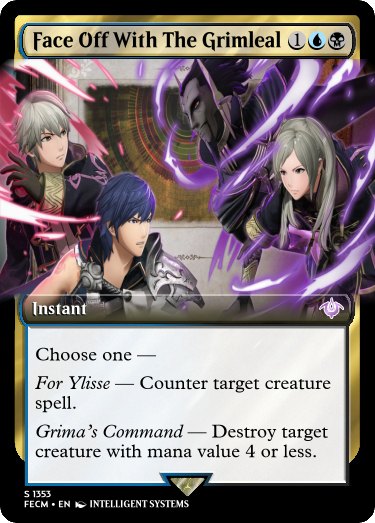 Face Off With The Grimleal 1
Instant
Choose one —
For Ylisse — Counter target creature
spell.
Grima's Command — Destroy target
creature with mana value 4 or less.
S 1353
FECM • EN INTELLIGENT SYSTEMS